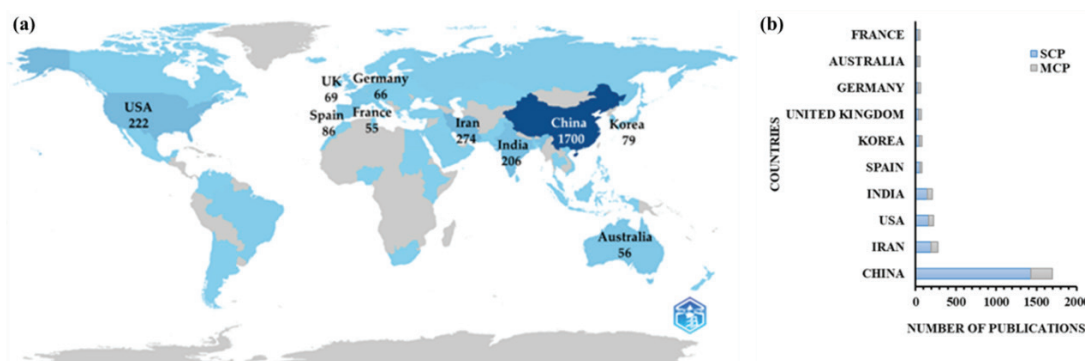 (a)
USA
222
UK
69
Germany
66
Spain
86
France
55
Iran
274
India
206
China
1700
Korea
79
Australia
56
(b)
COUNTRIES
FRANCE
AUSTRALIA
GERMANY
UNITED KINGDOM
KOREA
SPAIN
INDIA
USA
IRAN
CHINA
SCP
MCP
0 500 1000 1500 2000
NUMBER OF PUBLICATIONS